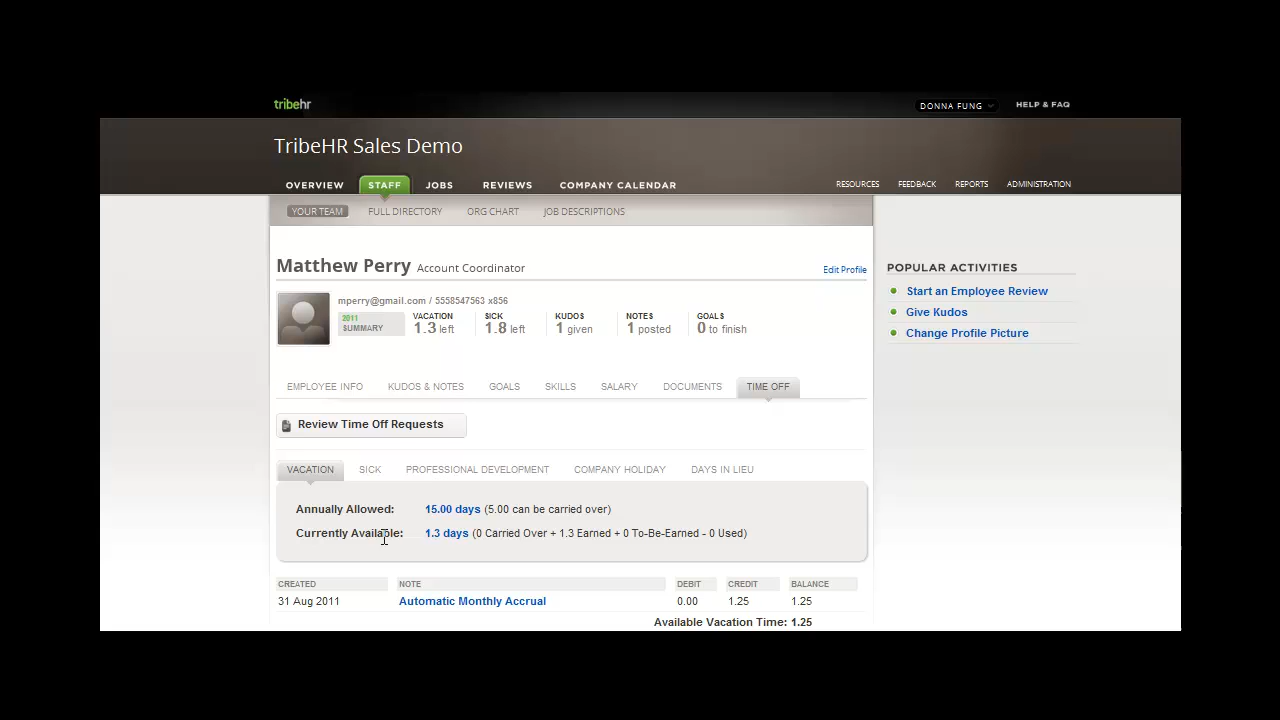 tribehr
DONNA FUNG
HELP & FAQ
TribeHR Sales Demo
OVERVIEW STAFF JOBS REVIEWS COMPANY CALENDAR
RESOURCES FEEDBACK REPORTS ADMINISTRATION
YOUR TEAM FULL DIRECTORY ORG CHART JOB DESCRIPTIONS
Matthew Perry Account Coordinator
Edit Profile
mperry@gmail.com / 5558547563 x856
2011 SUMMARY
VACATION 1.3 left
SICK 1.8 left
KUDOS 1 given
NOTES 1 posted
GOALS 0 to finish
POPULAR ACTIVITIES
Start an Employee Review
Give Kudos
Change Profile Picture
EMPLOYEE INFO KUDOS & NOTES GOALS SKILLS SALARY DOCUMENTS TIME OFF
Review Time Off Requests
VACATION SICK PROFESSIONAL DEVELOPMENT COMPANY HOLIDAY DAYS IN LIEU
Annually Allowed: 15.00 days (5.00 can be carried over)
Currently Available: 1.3 days (0 Carried Over + 1.3 Earned + 0 To-Be-Earned - 0 Used)
CREATED NOTE DEBIT CREDIT BALANCE
31 Aug 2011 Automatic Monthly Accrual 0.00 1.25 1.25
Available Vacation Time: 1.25